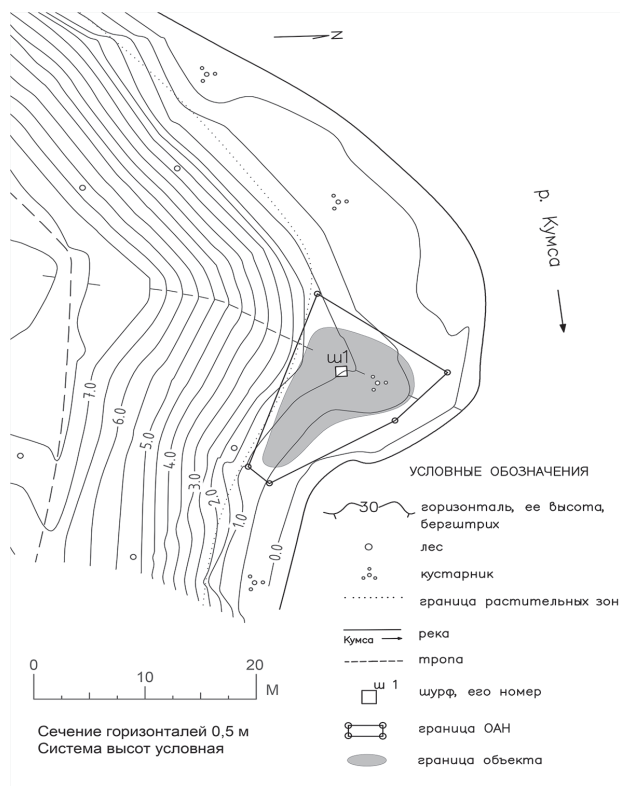 N
р. Кумса
ш1
7.0
6.0
5.0
4.0
3.0
2.0
1.0
0.0
УСЛОВНЫЕ ОБОЗНАЧЕНИЯ
30
горизонталь, ее высота,
бергштрих
лес
кустарник
граница растительных зон
Кумса
река
тропа
ш 1
шурф, его номер
граница ОАН
граница объекта
0
10
20
М
Сечение горизонталей 0,5 м
Система высот условная